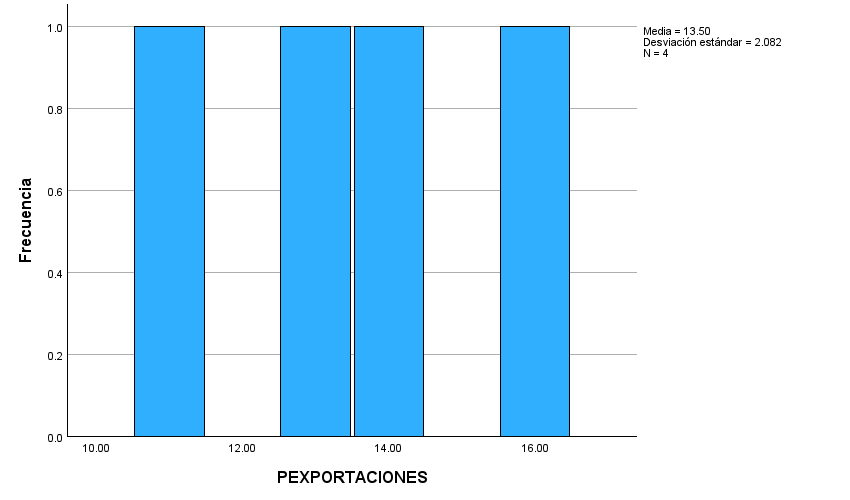 1.0
0.8
0.6
0.4
0.2
0.0
Frecuencia
10.00 12.00 14.00 16.00
PEXPORTACIONES
Media = 13.50
Desviación estándar = 2.082
N = 4